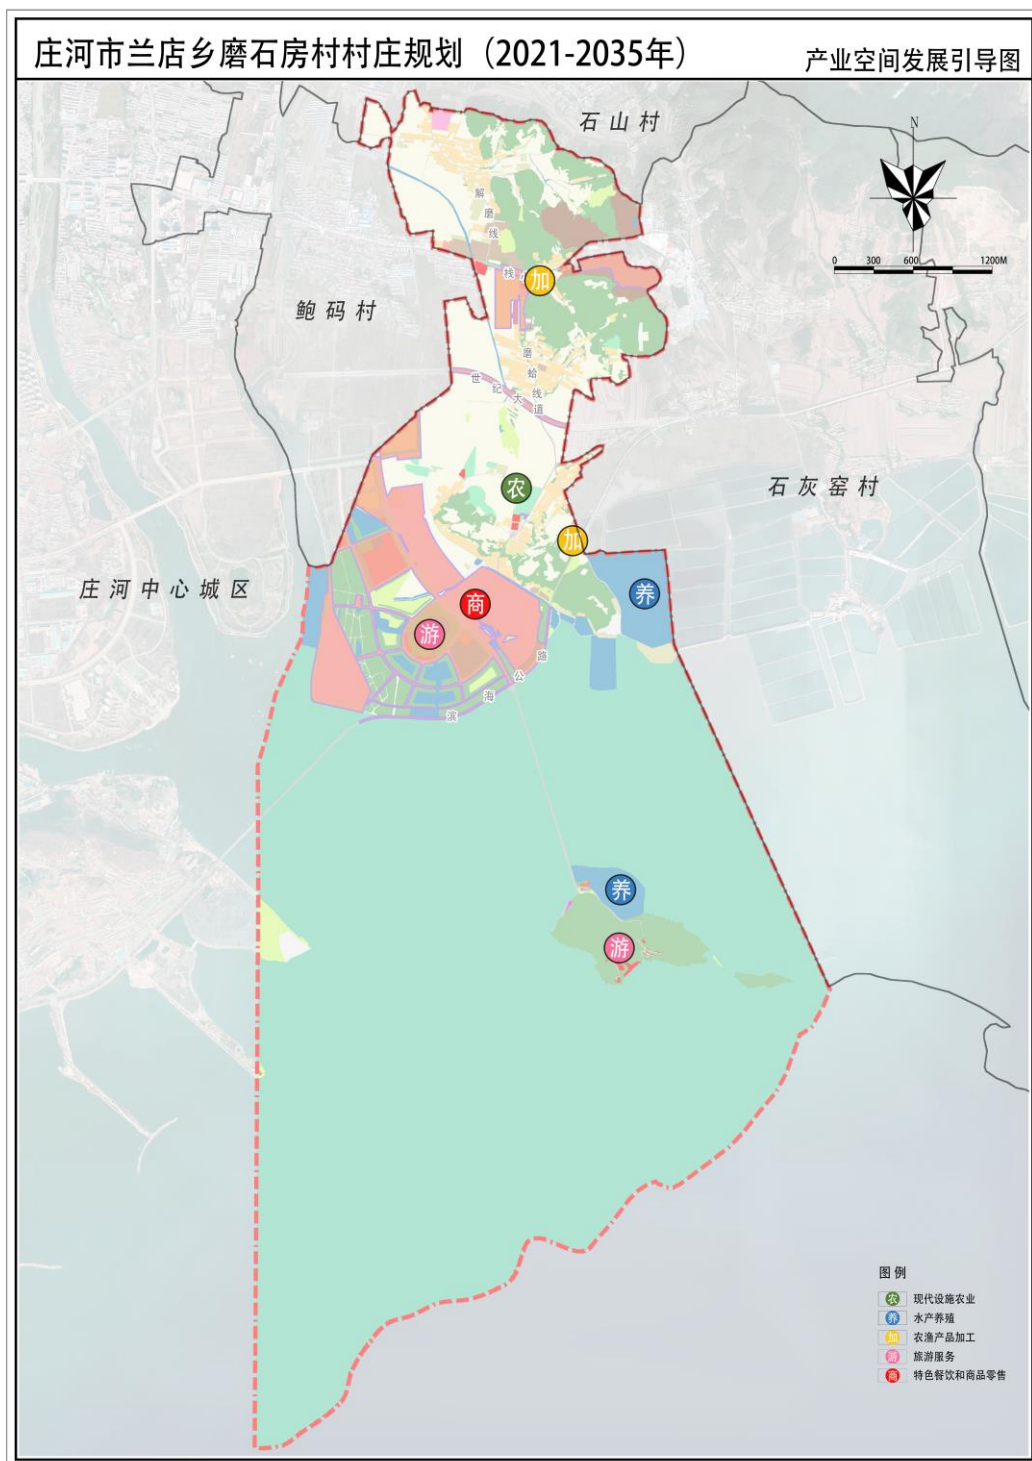 庄河市兰店乡磨石房村村庄规划（2021-2035年）
产业空间发展引导图
石山村
N
0 300 600 1200M
解磨线
栈
加
鲍码村
磨蛤线
世纪大道
农
石灰窑村
加
庄河中心城区
养
商
游
滨海公路
养
游
图例
农 现代设施农业
养 水产养殖
加 农渔产品加工
游 旅游服务
商 特色餐饮和商品零售